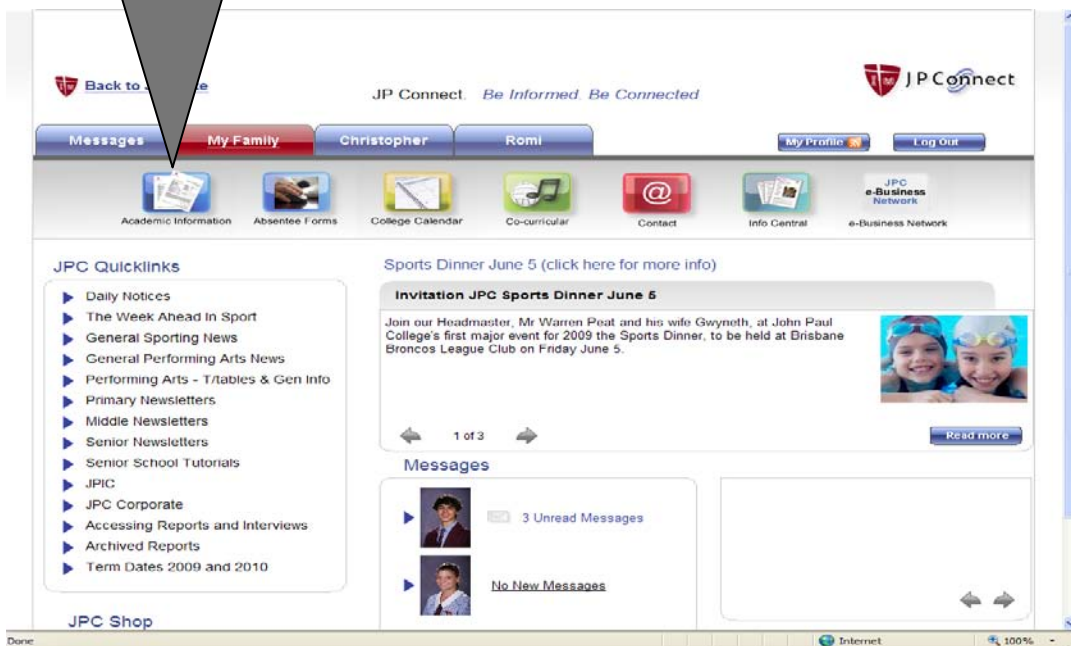 Back to J
te
JP Connect. Be Informed. Be Connected
JPConnect
Messages
My Family
Christopher
Romi
My Profile
Log Out
Academic Information
Absentee Forms
College Calendar
Co-curricular
@
Contact
Info Central
JPC
e-Business
Network
e-Business Network
JPC Quicklinks
Daily Notices
The Week Ahead In Sport
General Sporting News
General Performing Arts News
Performing Arts - T/tables & Gen Info
Primary Newsletters
Middle Newsletters
Senior Newsletters
Senior School Tutorials
JPIC
JPC Corporate
Accessing Reports and Interviews
Archived Reports
Term Dates 2009 and 2010
JPC Shop
Sports Dinner June 5 (click here for more info)
Invitation JPC Sports Dinner June 5
Join our Headmaster, Mr Warren Peat and his wife Gwyneth, at John Paul
College's first major event for 2009 the Sports Dinner, to be held at Brisbane
Broncos League Club on Friday June 5.
1 of 3
Read more
Messages
3 Unread Messages
No New Messages
Done
Internet
100%